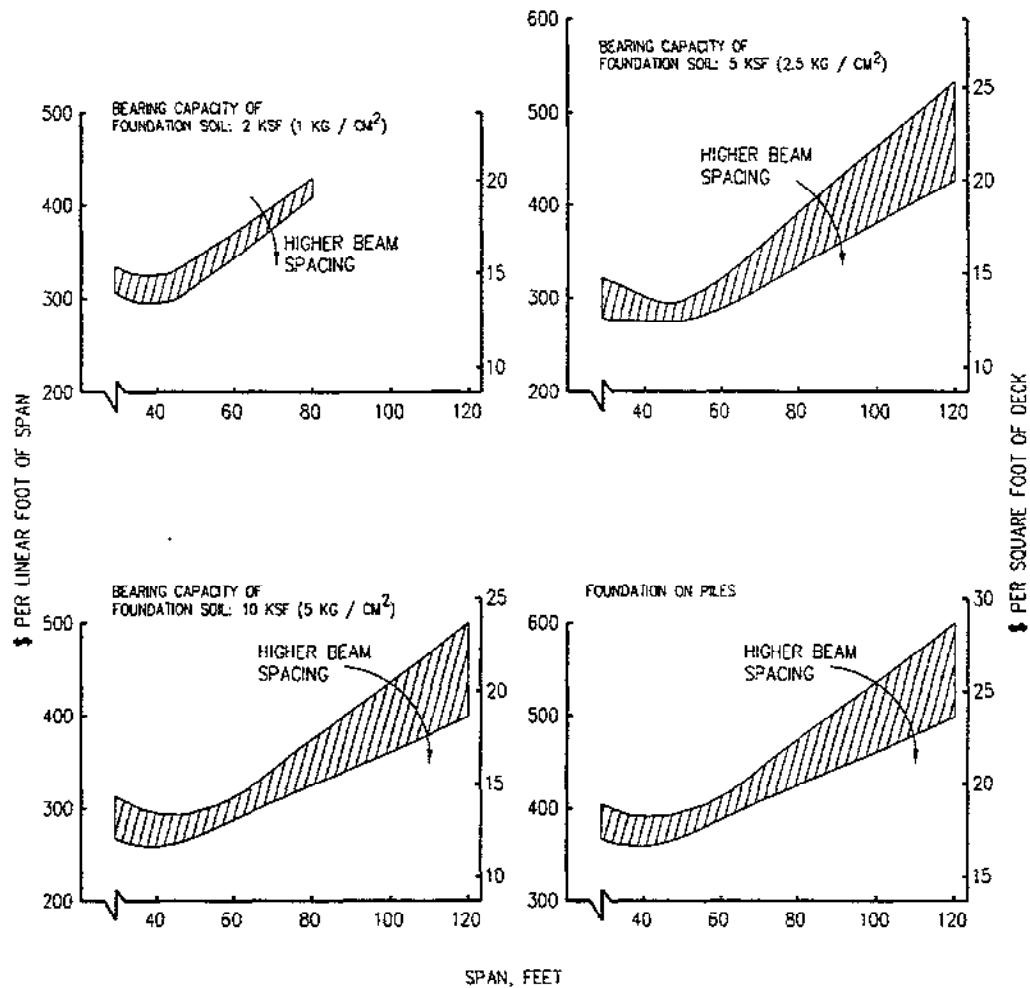 BEARING CAPACITY OF
FOUNDATION SOIL: 2 KSF (1 KG / CM²)
500
400
300
200
20
15
10
HIGHER BEAM
SPACING
40 60 80 100 120
BEARING CAPACITY OF
FOUNDATION SOIL: 5 KSF (2.5 KG / CM²)
600
500
400
300
200
25
20
15
10
HIGHER BEAM
SPACING
40 60 80 100 120
$ PER LINEAR FOOT OF SPAN
$ PER SQUARE FOOT OF DECK
BEARING CAPACITY OF
FOUNDATION SOIL: 10 KSF (5 KG / CM²)
500
400
300
200
25
20
15
10
HIGHER BEAM
SPACING
40 60 80 100 120
FOUNDATION ON PILES
600
500
400
300
30
25
20
15
HIGHER BEAM
SPACING
40 60 80 100 120
SPAN, FEET